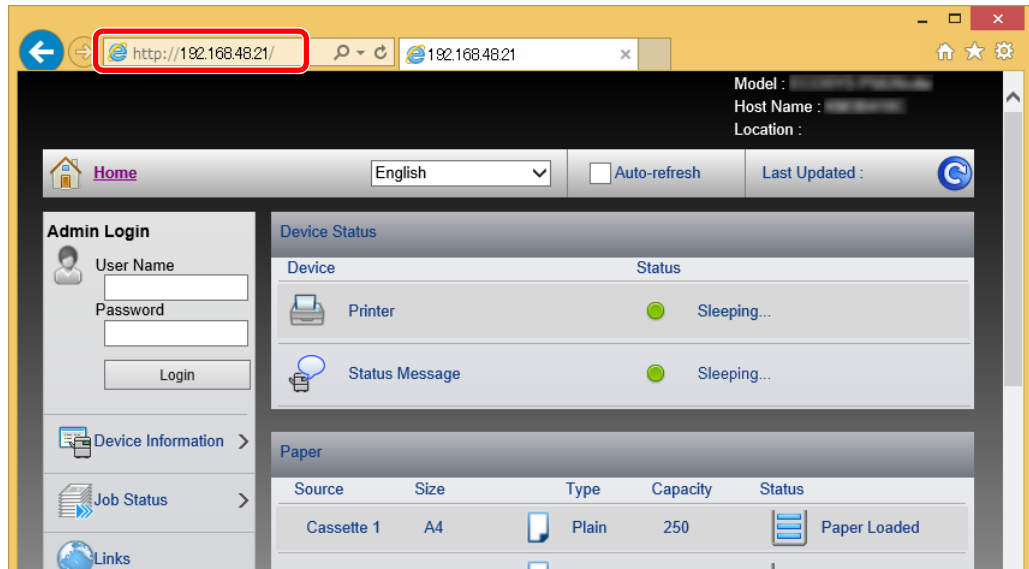 http://192.168.48.21/
192.168.48.21
Model :
Host Name :
Location :
Home
English
Auto-refresh
Last Updated :
Admin Login
User Name
Password
Login
Device Information
Job Status
Links
Device Status
Device Status
Printer Sleeping...
Status Message Sleeping...
Paper
Source Size Type Capacity Status
Cassette 1 A4 Plain 250 Paper Loaded